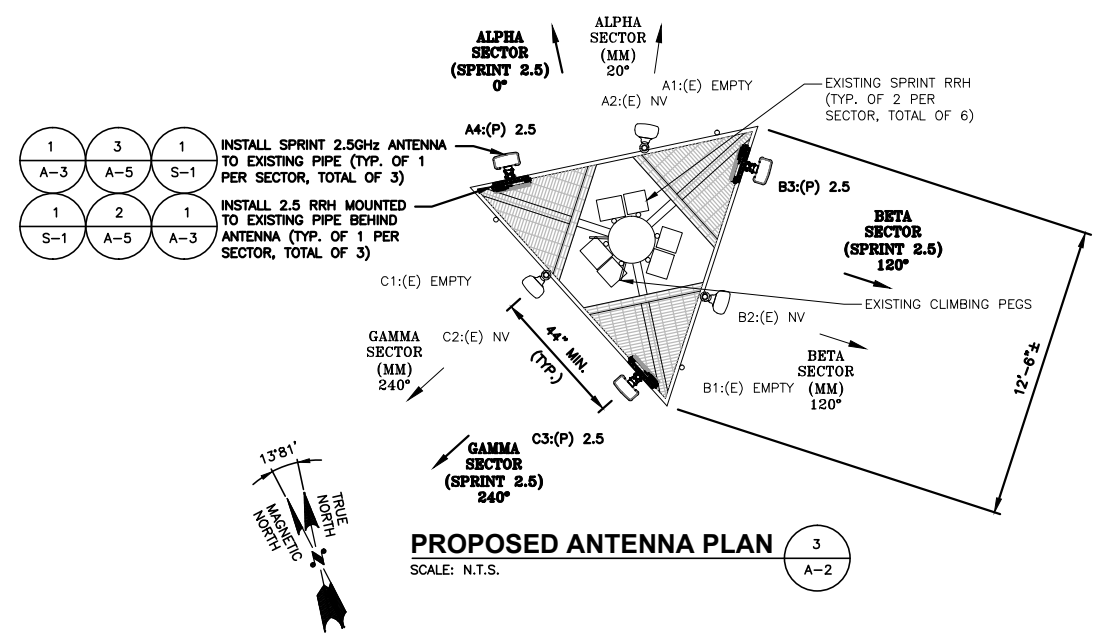 ALPHA
SECTOR
(SPRINT 2.5)
0°
ALPHA
SECTOR
(MM)
20°
A1:(E) EMPTY
A2:(E) NV
A4:(P) 2.5
EXISTING SPRINT RRH
(TYP. OF 2 PER
SECTOR, TOTAL OF 6)
1
A-3
3
A-5
1
S-1
INSTALL SPRINT 2.5GHz ANTENNA
TO EXISTING PIPE (TYP. OF 1
PER SECTOR, TOTAL OF 3)
1
S-1
2
A-5
1
A-3
INSTALL 2.5 RRH MOUNTED
TO EXISTING PIPE BEHIND
ANTENNA (TYP. OF 1 PER
SECTOR, TOTAL OF 3)
B3:(P) 2.5
BETA
SECTOR
(SPRINT 2.5)
120°
C1:(E) EMPTY
EXISTING CLIMBING PEGS
B2:(E) NV
C2:(E) NV
GAMMA
SECTOR
(MM)
240°
44" MIN.
(TYP.)
BETA
SECTOR
(MM)
120°
B1:(E) EMPTY
12'-6"±
C3:(P) 2.5
GAMMA
SECTOR
(SPRINT 2.5)
240°
13°81'
TRUE
NORTH
MAGNETIC
NORTH
N
PROPOSED ANTENNA PLAN
SCALE: N.T.S.
3
A-2